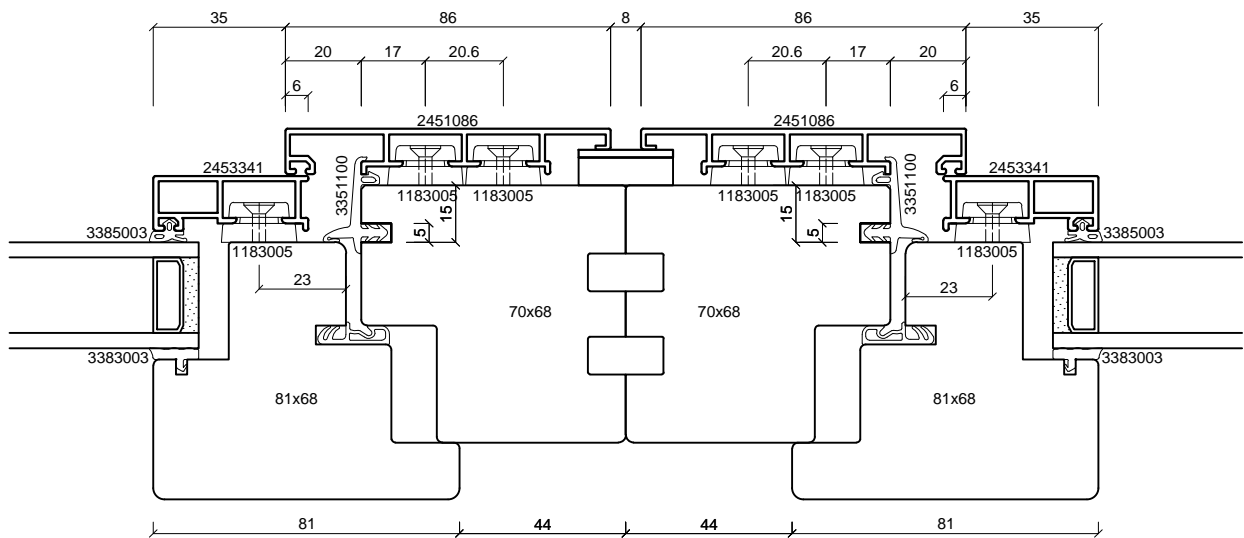 35 86 8 86 35
20 17 20.6 20.6 17 20
6 6
2451086 2451086
2453341 2453341
3351100 3351100
1183005 1183005 1183005 1183005
15 15
5 5
3385003 3385003
1183005 1183005
23 23
70x68 70x68
3383003 3383003
81x68 81x68
81 44 44 81